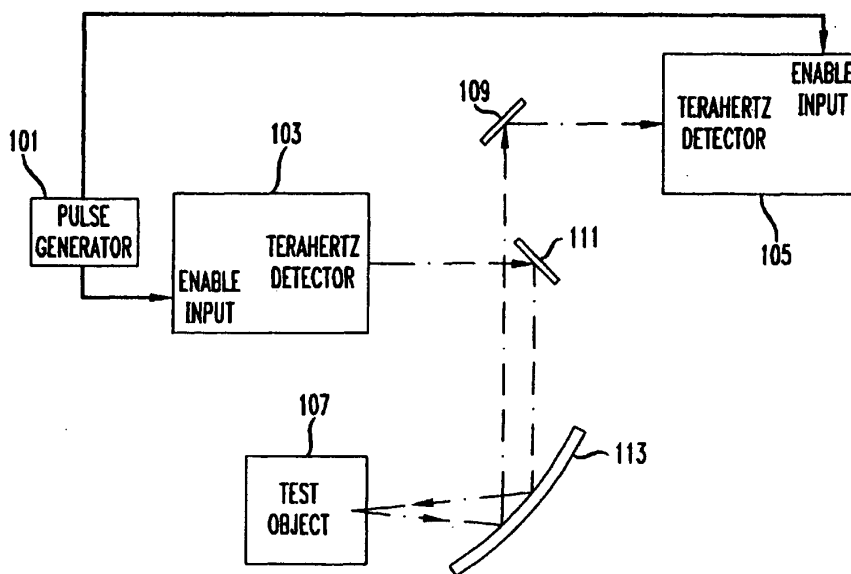 ENABLE
INPUT
TERAHERTZ
DETECTOR
105
109
103
101
PULSE
GENERATOR
TERAHERTZ
DETECTOR
ENABLE
INPUT
111
107
TEST
OBJECT
113